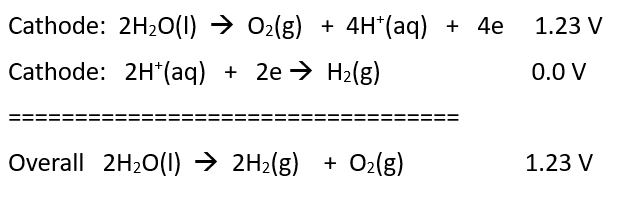 Cathode: 2H₂O(l) → O₂(g) + 4H⁺(aq) + 4e 1.23 V
Cathode: 2H⁺(aq) + 2e → H₂(g) 0.0 V
==================================
Overall 2H₂O(l) → 2H₂(g) + O₂(g) 1.23 V